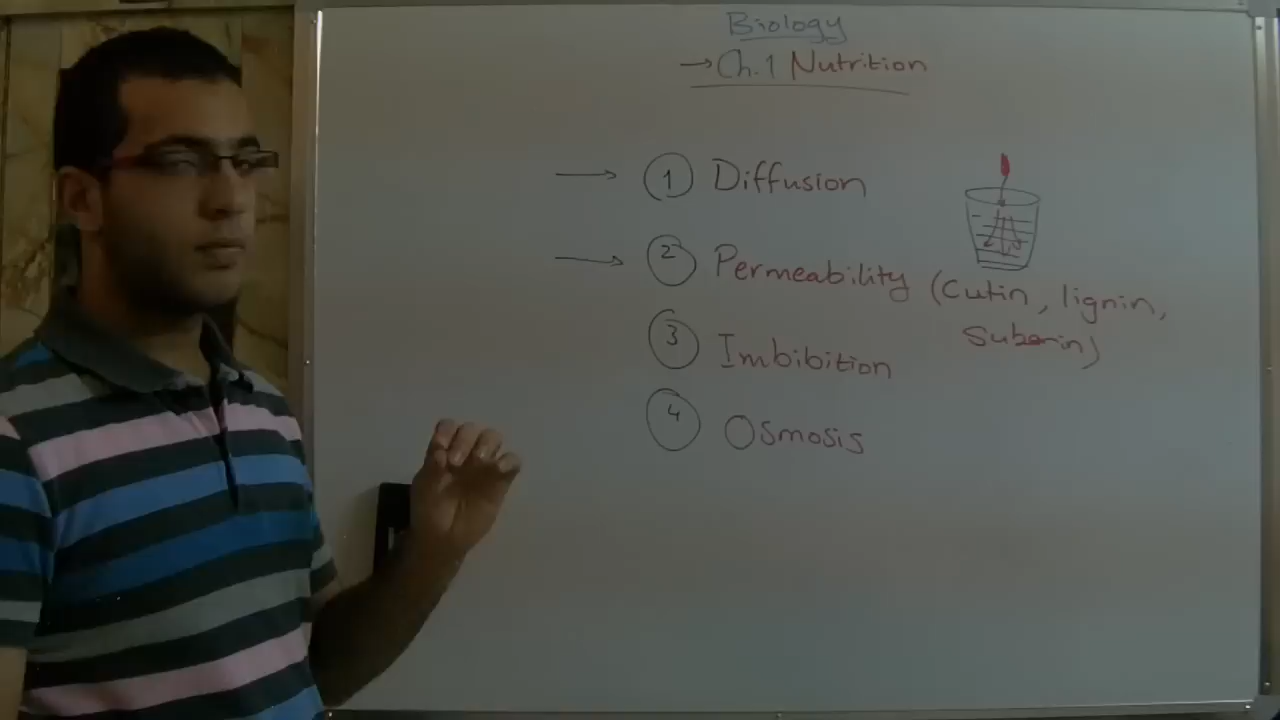 Biology
→ Ch.1 Nutrition
→ 1 Diffusion
→ 2 Permeability (Cutin, lignin,
Suberin)
3 Imbibition
4 Osmosis